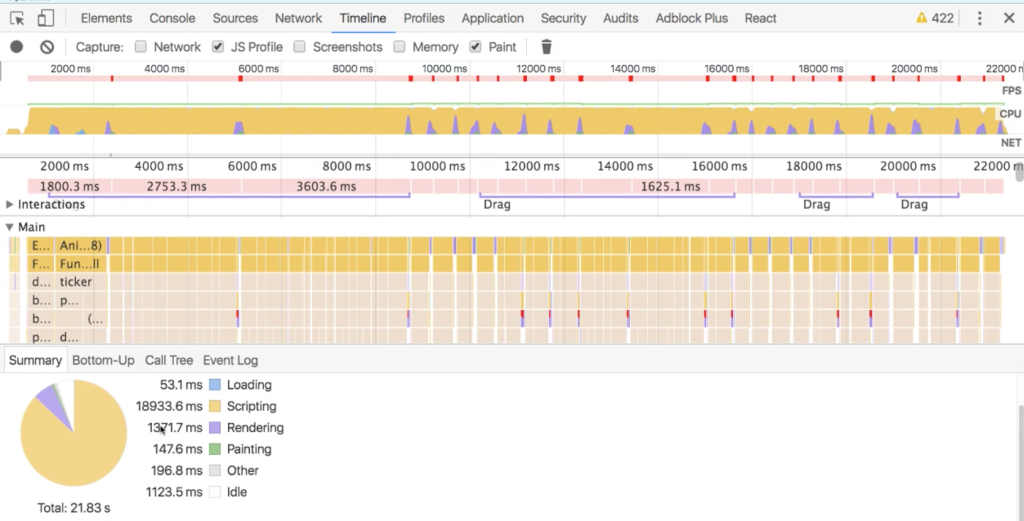 Elements Console Sources Network Timeline Profiles Application Security Audits Adblock Plus React 422
Capture: Network JS Profile Screenshots Memory Paint
2000 ms 4000 ms 6000 ms 8000 ms 10000 ms 12000 ms 14000 ms 16000 ms 18000 ms 20000 ms 22000 m
FPS
CPU
NET
2000 ms 4000 ms 6000 ms 8000 ms 10000 ms 12000 ms 14000 ms 16000 ms 18000 ms 20000 ms 22000 m
1800.3 ms 2753.3 ms 3603.6 ms 1625.1 ms
Interactions Drag Drag Drag
Main
E... Ani...8)
F... Fun...ll
d... ticker
b... p...
b... (...
p... d...
Summary Bottom-Up Call Tree Event Log
53.1 ms Loading
18933.6 ms Scripting
1371.7 ms Rendering
147.6 ms Painting
196.8 ms Other
1123.5 ms Idle
Total: 21.83 s